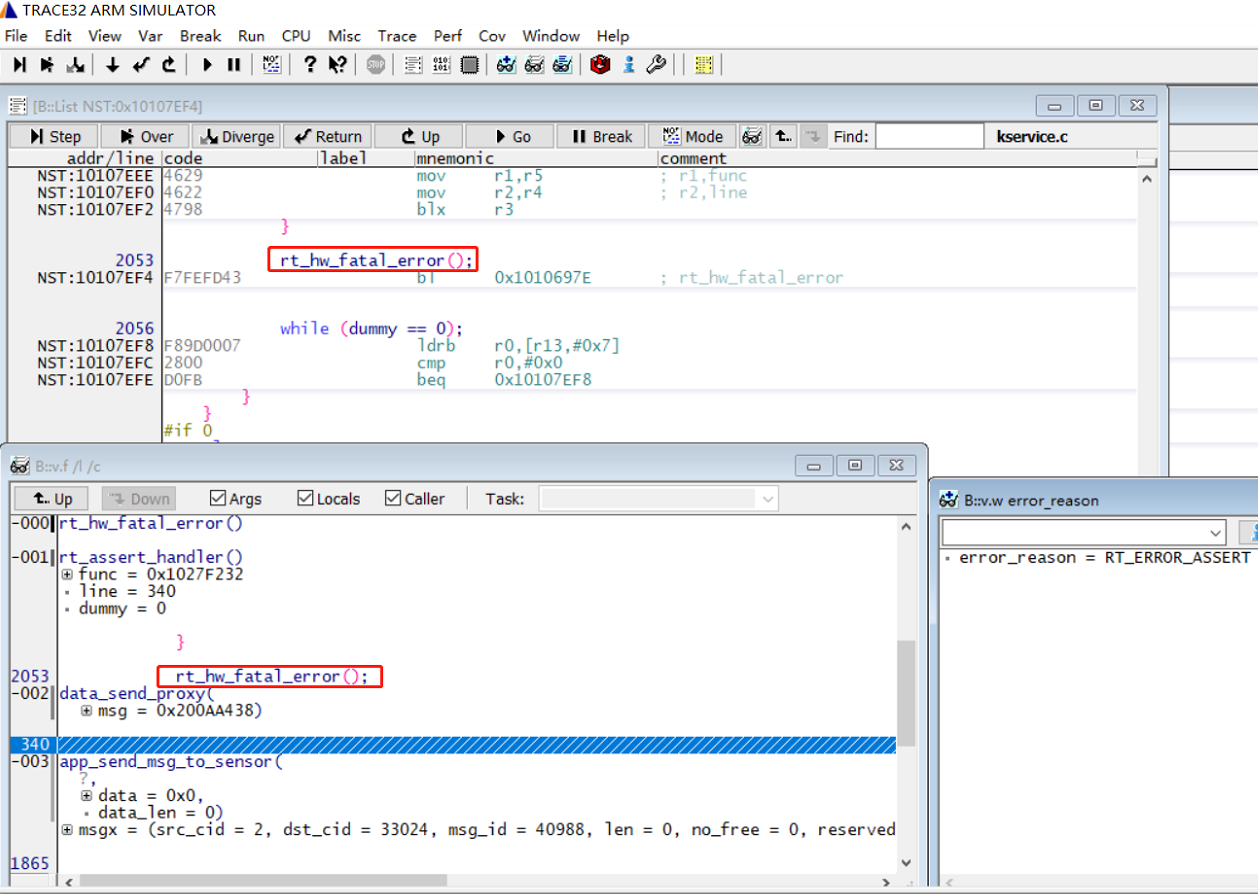 TRACE32 ARM SIMULATOR
File Edit View Var Break Run CPU Misc Trace Perf Cov Window Help
[B::List NST:0x10107EF4]
Step Over Diverge Return Up Go Break Mode Find: kservice.c
addr/line code label mnemonic comment
NST:10107EEE 4629 mov r1,r5 ; r1,func
NST:10107EF0 4622 mov r2,r4 ; r2,line
NST:10107EF2 4798 blx r3
}
2053 rt_hw_fatal_error();
NST:10107EF4 F7FEFD43 bl 0x1010697E ; rt_hw_fatal_error
2056 while (dummy == 0);
NST:10107EF8 F89D0007 ldrb r0,[r13,#0x7]
NST:10107EFC 2800 cmp r0,#0x0
NST:10107EFE D0FB beq 0x10107EF8
}
}
#if 0
B::v.f /l /c
Up Down Args Locals Caller Task:
-000 rt_hw_fatal_error()
-001 rt_assert_handler()
func = 0x1027F232
line = 340
dummy = 0
}
2053 rt_hw_fatal_error();
-002 data_send_proxy(
msg = 0x200AA438)
340
-003 app_send_msg_to_sensor(
?,
data = 0x0,
data_len = 0)
msgx = (src_cid = 2, dst_cid = 33024, msg_id = 40988, len = 0, no_free = 0, reserved
1865
B::v.w error_reason
error_reason = RT_ERROR_ASSERT